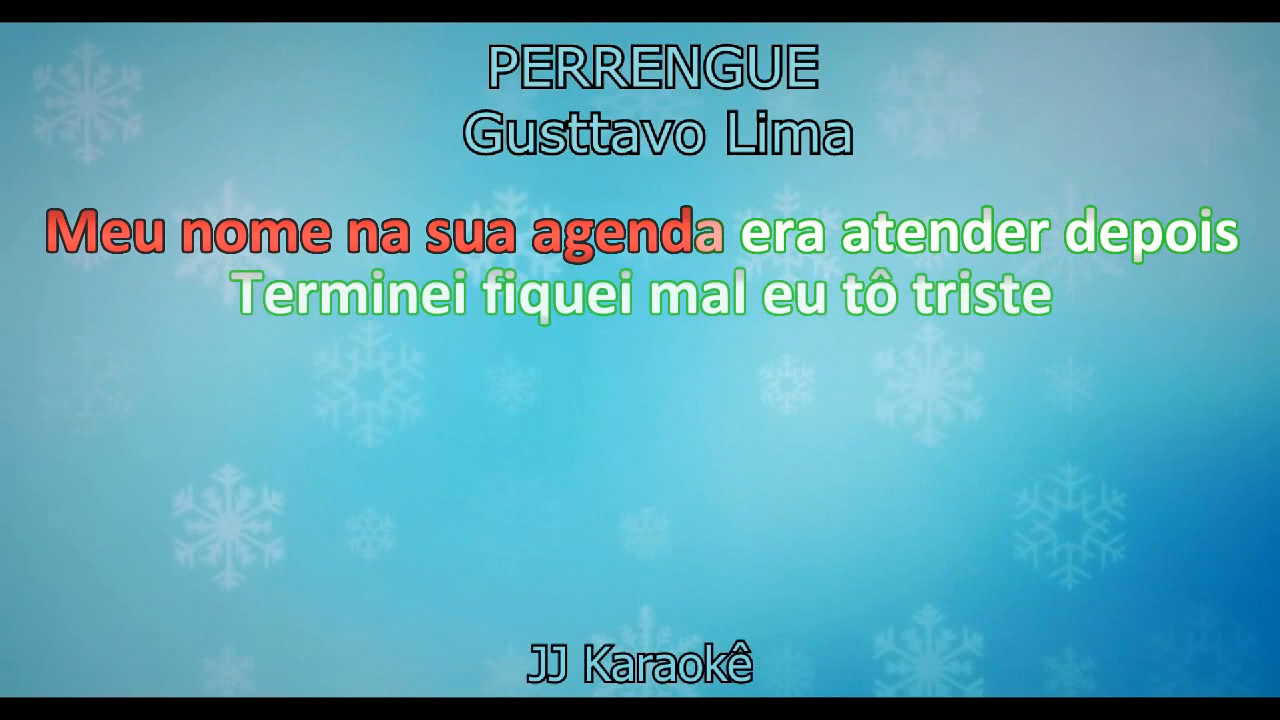 PERRENGUE
Gusttavo Lima
Meu nome na sua agenda era atender depois
Terminei fiquei mal eu tô triste
JJ Karaokê